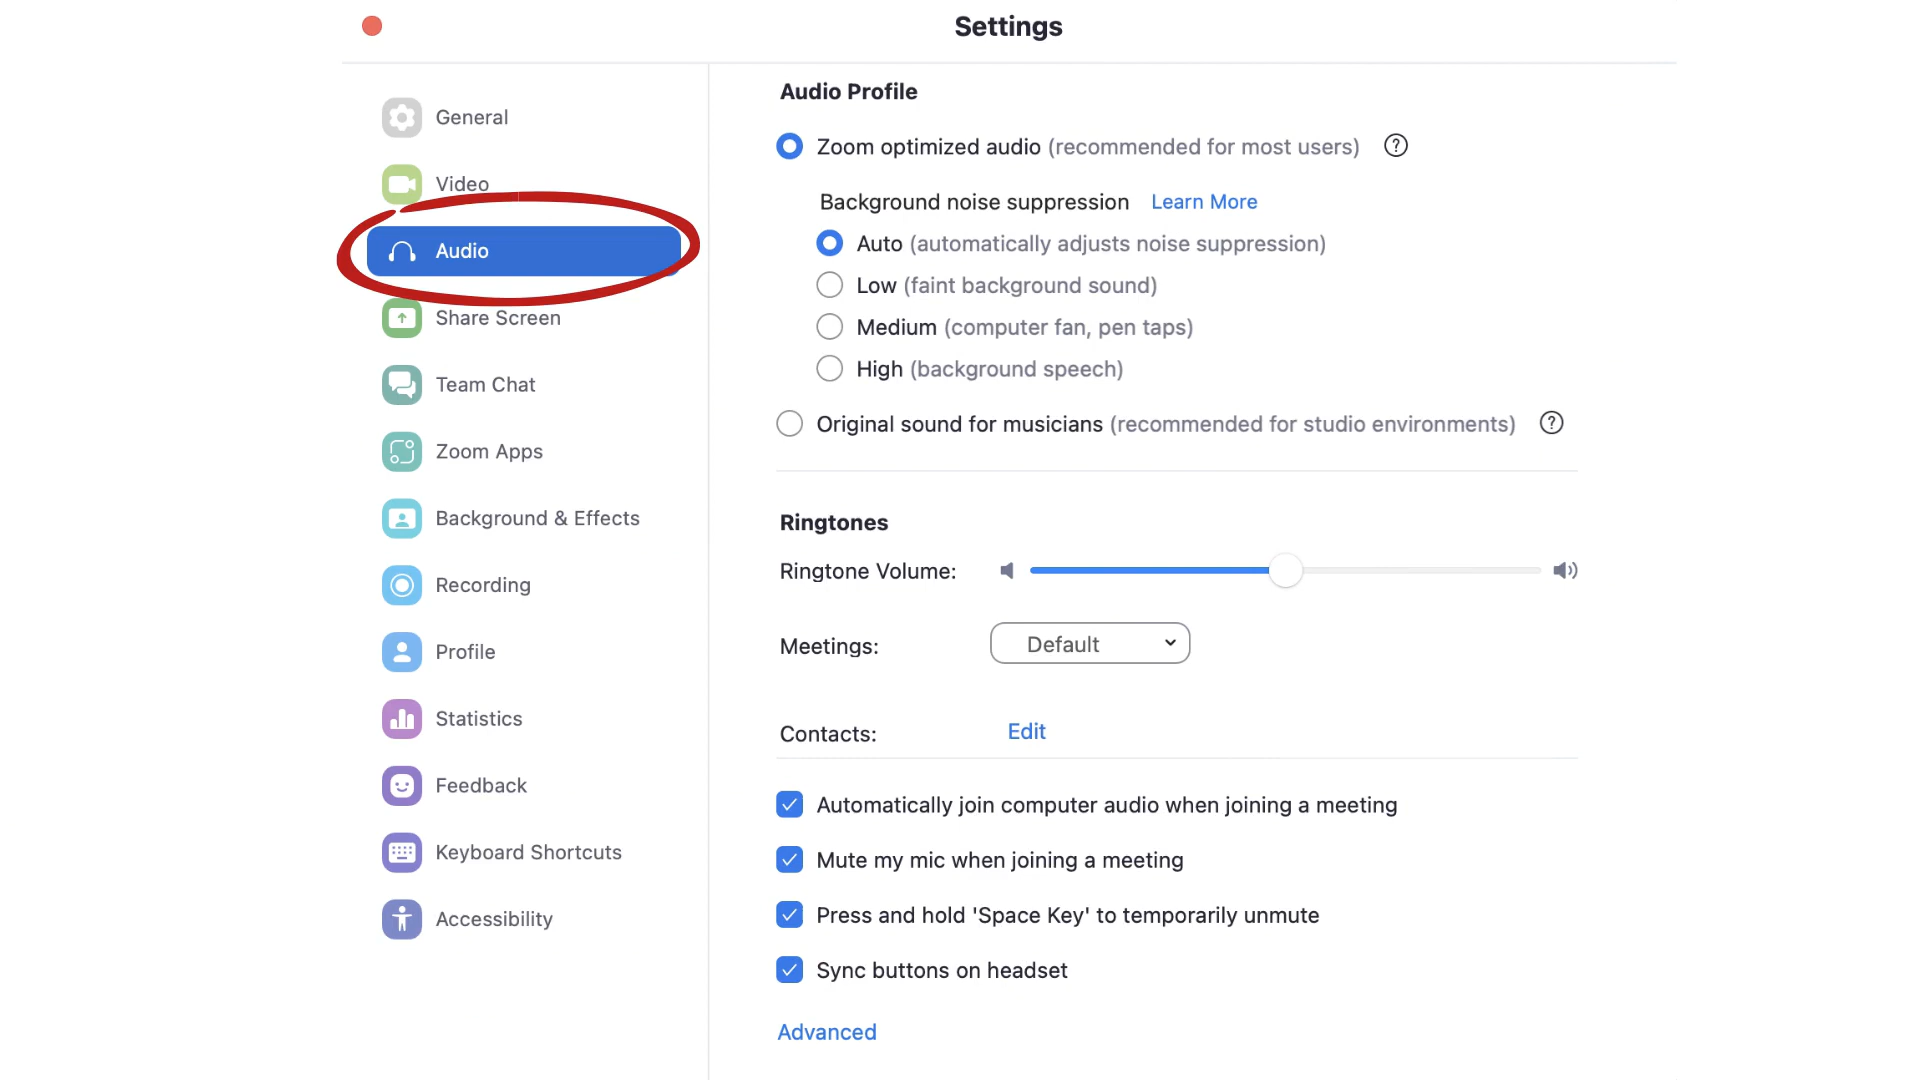 Settings
General
Video
Audio
Share Screen
Team Chat
Zoom Apps
Background & Effects
Recording
Profile
Statistics
Feedback
Keyboard Shortcuts
Accessibility
Audio Profile
Zoom optimized audio (recommended for most users) ?
Background noise suppression Learn More
Auto (automatically adjusts noise suppression)
Low (faint background sound)
Medium (computer fan, pen taps)
High (background speech)
Original sound for musicians (recommended for studio environments) ?
Ringtones
Ringtone Volume:
Meetings: Default
Contacts: Edit
Automatically join computer audio when joining a meeting
Mute my mic when joining a meeting
Press and hold 'Space Key' to temporarily unmute
Sync buttons on headset
Advanced